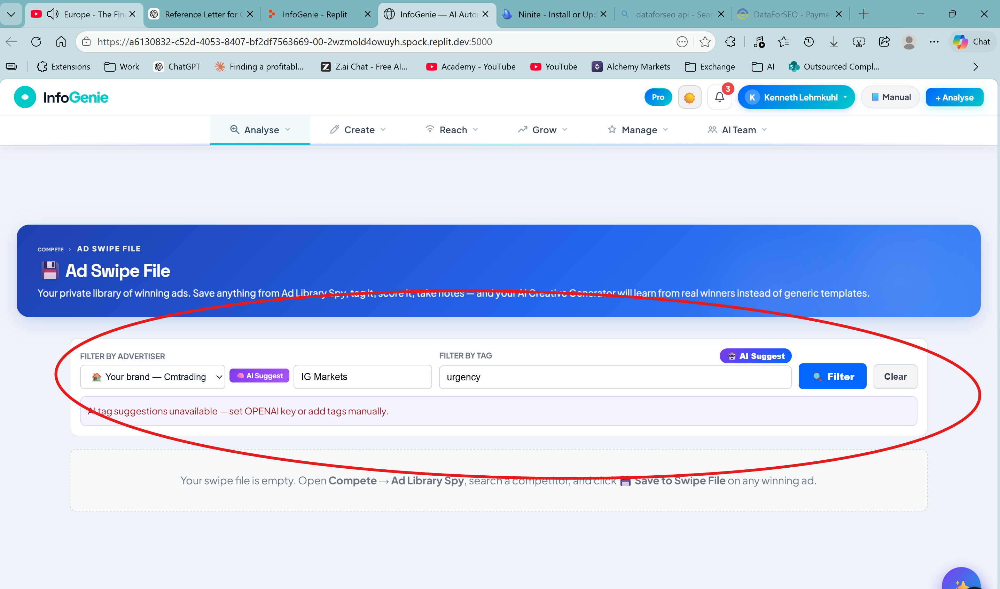 Europe - The Fin
Reference Letter for
InfoGenie - Replit
InfoGenie — AI Autor
Ninite - Install or Upd
dataforseo api - Sear
DataForSEO - Paymer
https://a6130832-c52d-4053-8407-bf2df7563669-00-2wzmold4owuyh.spock.replit.dev:5000
Chat
Extensions
Work
ChatGPT
Finding a profitabl...
Z.ai Chat - Free AI...
Academy - YouTube
YouTube
Alchemy Markets
Exchange
AI
Outsourced Compl...
InfoGenie
Pro
3
K Kenneth Lehmkuhl
Manual
+ Analyse
Analyse
Create
Reach
Grow
Manage
AI Team
COMPETE › AD SWIPE FILE
Ad Swipe File
Your private library of winning ads. Save anything from Ad Library Spy, tag it, score it, take notes — and your AI Creative Generator will learn from real winners instead of generic templates.
FILTER BY ADVERTISER
FILTER BY TAG
AI Suggest
Your brand — Cmtrading
AI Suggest
IG Markets
urgency
Filter
Clear
AI tag suggestions unavailable — set OPENAI key or add tags manually.
Your swipe file is empty. Open Compete → Ad Library Spy, search a competitor, and click Save to Swipe File on any winning ad.